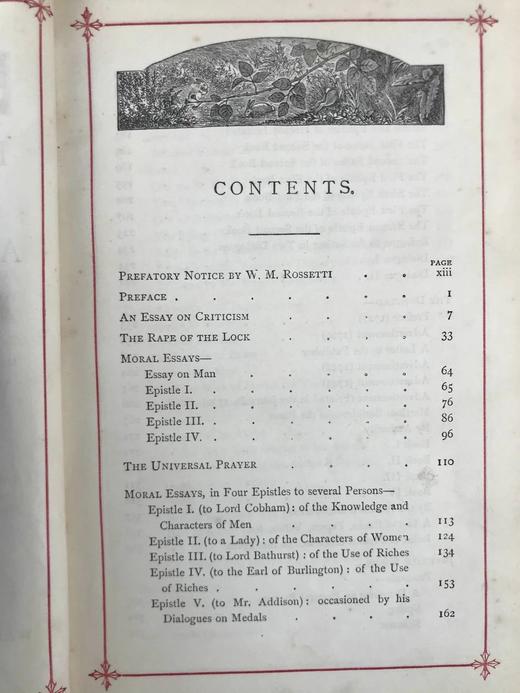 CONTENTS.
PAGE
PREFATORY NOTICE BY W. M. ROSSETTI . . xiii
PREFACE . . . . . . . 1
AN ESSAY ON CRITICISM . . . . 7
THE RAPE OF THE LOCK . . . . 33
MORAL ESSAYS—
Essay on Man . . . . . 64
Epistle I. . . . . . . 65
Epistle II. . . . . . . 76
Epistle III. . . . . . . 86
Epistle IV. . . . . . . 96
THE UNIVERSAL PRAYER . . . . 110
MORAL ESSAYS, in Four Epistles to several Persons—
Epistle I. (to Lord Cobham): of the Knowledge and
Characters of Men . . . . 113
Epistle II. (to a Lady): of the Characters of Women 124
Epistle III. (to Lord Bathurst): of the Use of Riches 134
Epistle IV. (to the Earl of Burlington): of the Use
of Riches . . . . . . 153
Epistle V. (to Mr. Addison): occasioned by his
Dialogues on Medals . . . . 162